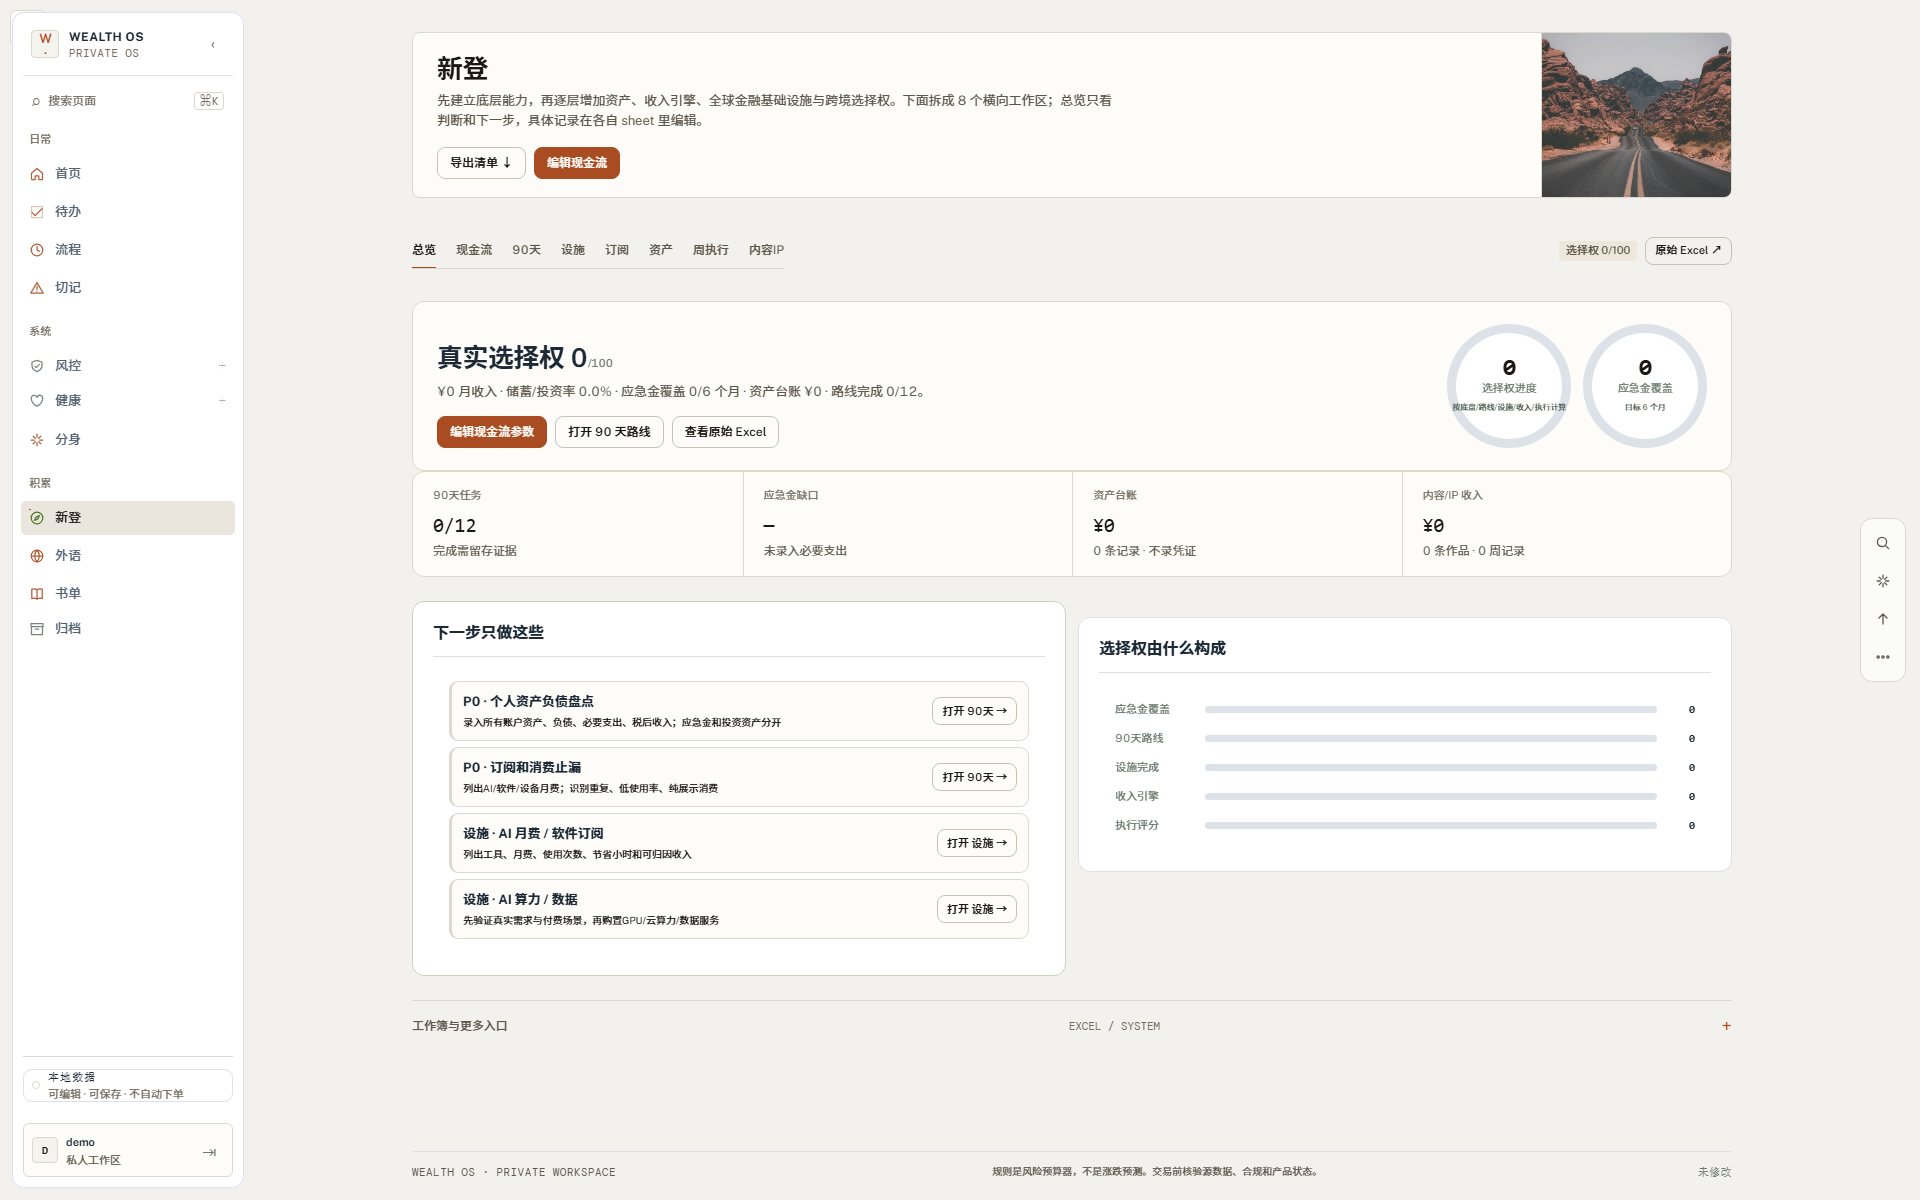 W.
WEALTH OS
PRIVATE OS
‹
搜索页面
⌘K
日常
首页
待办
流程
切记
系统
风控 +
健康 +
分身
积累
新登
外语
书单
归档
本地数据
可编辑 · 可保存 · 不自动下单
D
demo
私人工作区
新登
先建立底层能力，再逐层增加资产、收入引擎、全球金融基础设施与跨境选择权。下面拆成 8 个横向工作区；总览只看
判断和下一步，具体记录在各自 sheet 里编辑。
导出清单 ↓ 编辑现金流
总览 现金流 90天 设施 订阅 资产 周执行 内容IP
选择权 0/100 原始 Excel ↗
真实选择权 0/100
¥0 月收入 · 储蓄/投资率 0.0% · 应急金覆盖 0/6 个月 · 资产台账 ¥0 · 路线完成 0/12。
编辑现金流参数 打开 90 天路线 查看原始 Excel
0
选择权进度
按底盘/路线/设施/收入/执行计算
0
应急金覆盖
目标 6 个月
90天任务
0/12
完成需留存证据
应急金缺口
—
未录入必要支出
资产台账
¥0
0 条记录 · 不录凭证
内容/IP 收入
¥0
0 条作品 · 0 周记录
下一步只做这些
P0 · 个人资产负债盘点
录入所有账户资产、负债、必要支出、税后收入；应急金和投资资产分开
打开 90天 →
P0 · 订阅和消费止漏
列出AI/软件/设备月费；识别重复、低使用率、纯展示消费
打开 90天 →
设施 · AI 月费 / 软件订阅
列出工具、月费、使用次数、节省小时和可归因收入
打开 设施 →
设施 · AI 算力 / 数据
先验证真实需求与付费场景，再购置GPU/云算力/数据服务
打开 设施 →
选择权由什么构成
应急金覆盖 0
90天路线 0
设施完成 0
收入引擎 0
执行评分 0
工作簿与更多入口 EXCEL / SYSTEM +
WEALTH OS · PRIVATE WORKSPACE 规则是风险预算器，不是涨跌预测。交易前核验源数据、合规和产品状态。 未修改